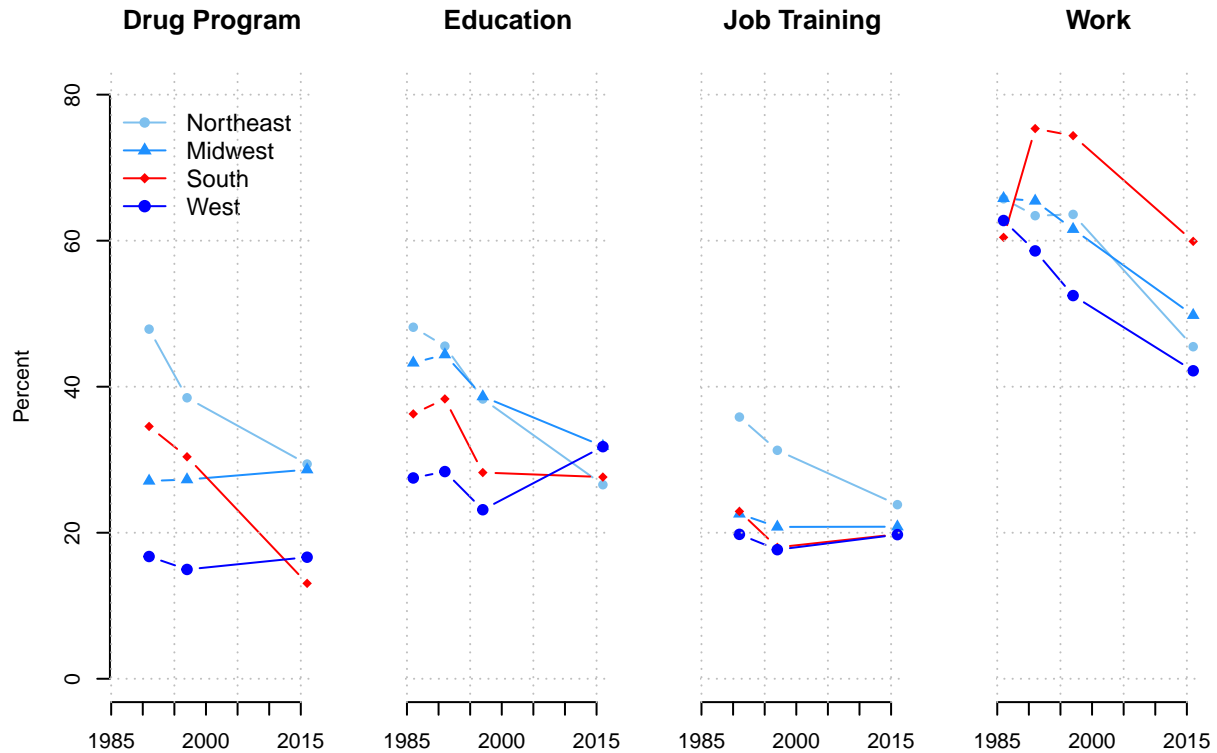 Drug Program Education Job Training Work
80
60
40
20
0
Percent
Northeast
Midwest
South
West
1985 2000 2015 1985 2000 2015 1985 2000 2015 1985 2000 2015